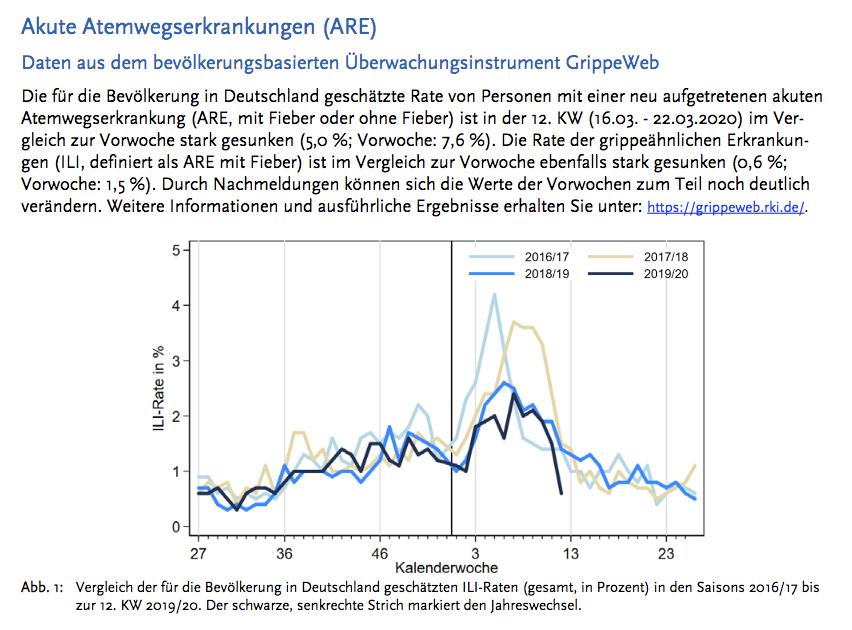 Akute Atemwegserkrankungen (ARE)
Daten aus dem bevölkerungsbasierten Überwachungsinstrument GrippeWeb
Die für die Bevölkerung in Deutschland geschätzte Rate von Personen mit einer neu aufgetretenen akuten
Atemwegserkrankung (ARE, mit Fieber oder ohne Fieber) ist in der 12. KW (16.03. - 22.03.2020) im Ver-
gleich zur Vorwoche stark gesunken (5,0 %; Vorwoche: 7,6 %). Die Rate der grippeähnlichen Erkrankun-
gen (ILI, definiert als ARE mit Fieber) ist im Vergleich zur Vorwoche ebenfalls stark gesunken (0,6 %;
Vorwoche: 1,5 %). Durch Nachmeldungen können sich die Werte der Vorwochen zum Teil noch deutlich
verändern. Weitere Informationen und ausführliche Ergebnisse erhalten Sie unter: https://grippeweb.rki.de/.
5
2016/17 2017/18
2018/19 2019/20
4
3
ILI-Rate in %
2
1
0
27 36 46 3 13 23
Kalenderwoche
Abb. 1: Vergleich der für die Bevölkerung in Deutschland geschätzten ILI-Raten (gesamt, in Prozent) in den Saisons 2016/17 bis
zur 12. KW 2019/20. Der schwarze, senkrechte Strich markiert den Jahreswechsel.